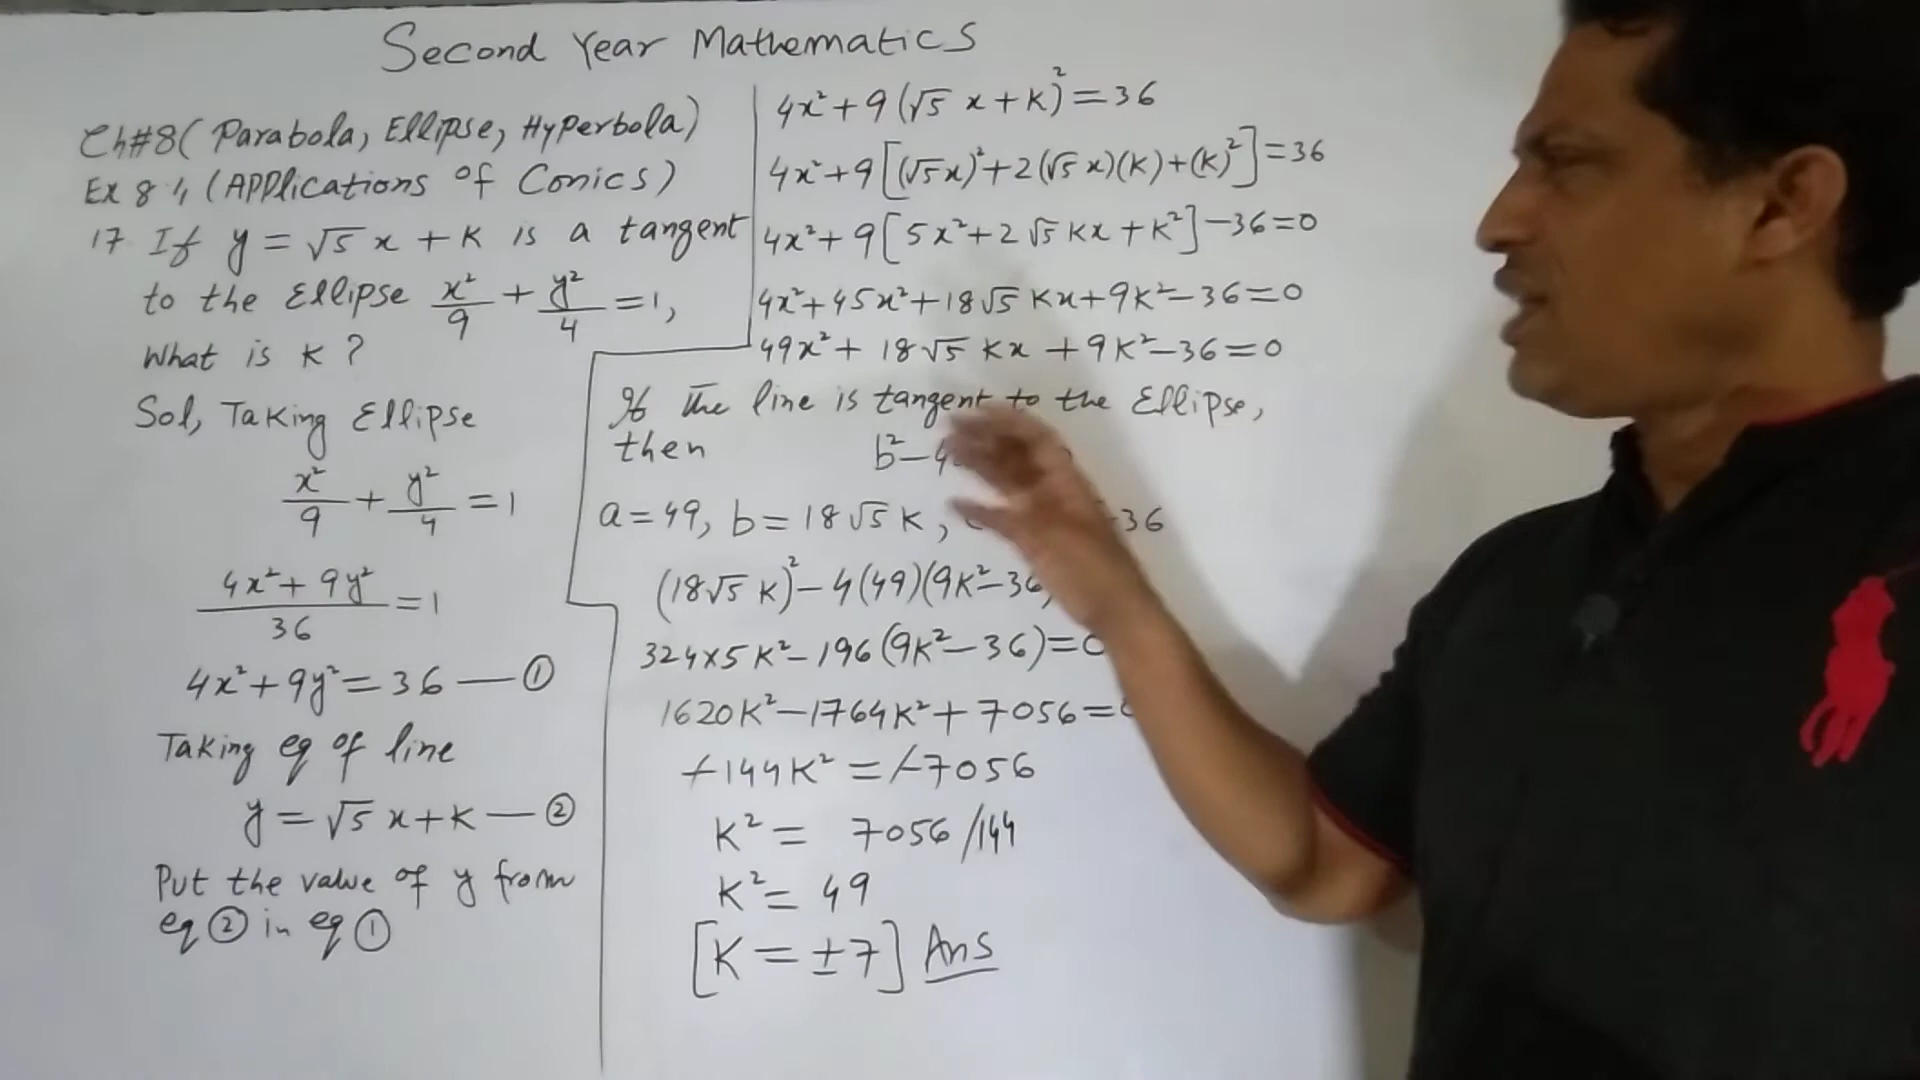 Second Year Mathematics
Ch#8( Parabola, Ellipse, Hyperbola)
Ex 8.1, (Applications of Conics)
17 If y = √5 x + K is a tangent
to the Ellipse x²/9 + y²/4 = 1,
What is K ?
Sol, Taking Ellipse
x²/9 + y²/4 = 1
(4x² + 9y²)/36 = 1
4x² + 9y² = 36 — ①
Taking eq of line
y = √5 x + K — ②
Put the value of y from
eq ② in eq ①
4x² + 9(√5 x + K)² = 36
4x² + 9[(√5x)² + 2(√5 x)(K) + (K)²] = 36
4x² + 9[5x² + 2√5 Kx + K²] - 36 = 0
4x² + 45x² + 18√5 Kx + 9K² - 36 = 0
49x² + 18√5 Kx + 9K² - 36 = 0
If The line is tangent to the Ellipse,
then b² - 4
a = 49, b = 18√5 K, 36
(18√5 K)² - 4(49)(9K² - 36)
324×5K² - 196(9K² - 36) = 0
1620K² - 1764K² + 7056 = 0
-144K² = -7056
K² = 7056/144
K² = 49
[K = ±7] Ans